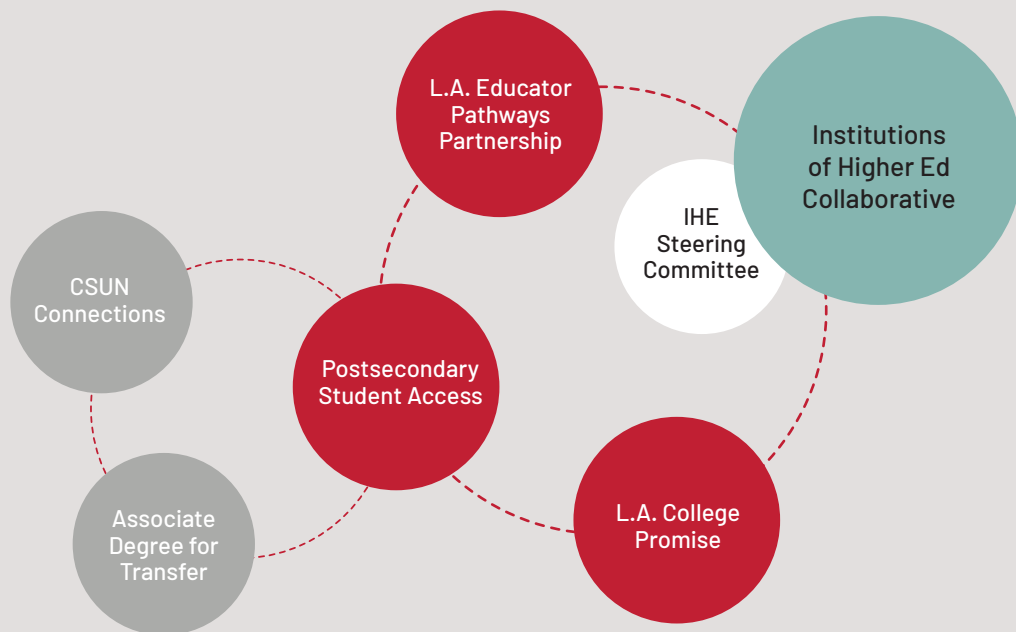 L.A. Educator
Pathways
Partnership
Institutions
of Higher Ed
Collaborative
IHE
Steering
Committee
CSUN
Connections
Postsecondary
Student Access
L.A. College
Promise
Associate
Degree for
Transfer